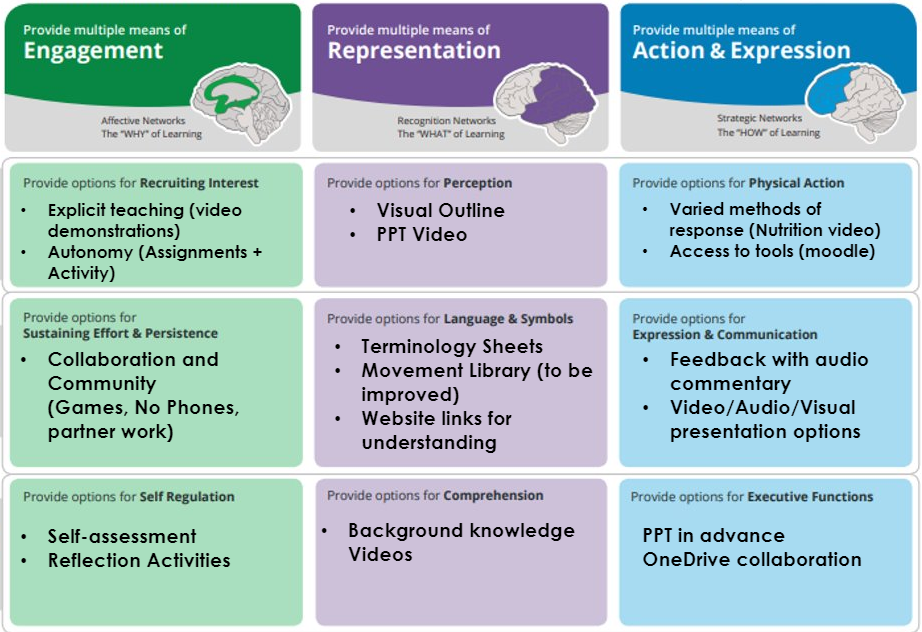 Provide multiple means of
Engagement
Affective Networks
The "WHY" of Learning
Provide multiple means of
Representation
Recognition Networks
The "WHAT" of Learning
Provide multiple means of
Action & Expression
Strategic Networks
The "HOW" of Learning
Provide options for Recruiting Interest
• Explicit teaching (video
demonstrations)
• Autonomy (Assignments +
Activity)
Provide options for Perception
• Visual Outline
• PPT Video
Provide options for Physical Action
• Varied methods of
response (Nutrition video)
• Access to tools (moodle)
Provide options for
Sustaining Effort & Persistence
• Collaboration and
Community
(Games, No Phones,
partner work)
Provide options for Language & Symbols
• Terminology Sheets
• Movement Library (to be
improved)
• Website links for
understanding
Provide options for
Expression & Communication
• Feedback with audio
commentary
• Video/Audio/Visual
presentation options
Provide options for Self Regulation
• Self-assessment
• Reflection Activities
Provide options for Comprehension
• Background knowledge
Videos
Provide options for Executive Functions
PPT in advance
OneDrive collaboration